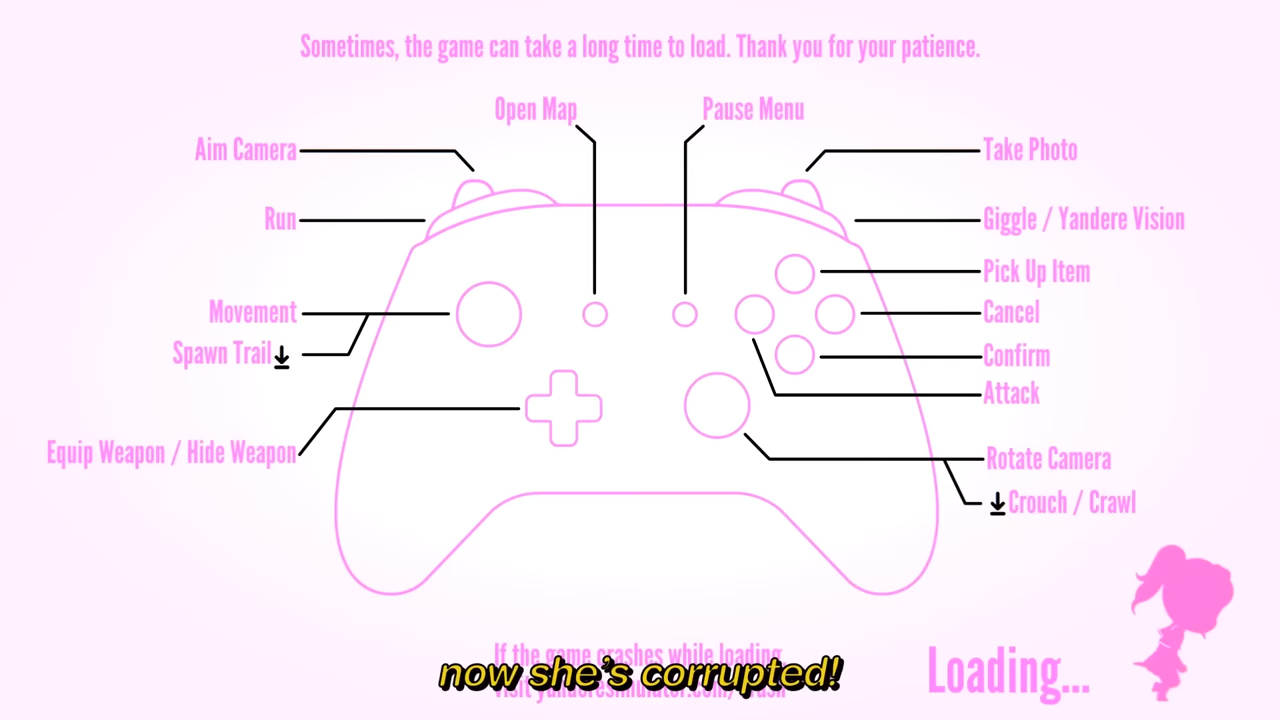 Sometimes, the game can take a long time to load. Thank you for your patience.
Open Map
Pause Menu
Aim Camera
Take Photo
Run
Giggle / Yandere Vision
Pick Up Item
Movement
Cancel
Spawn Trail
Confirm
Attack
Equip Weapon / Hide Weapon
Rotate Camera
Crouch / Crawl
If the game crashes while loading,
now she's corrupted!
Loading...